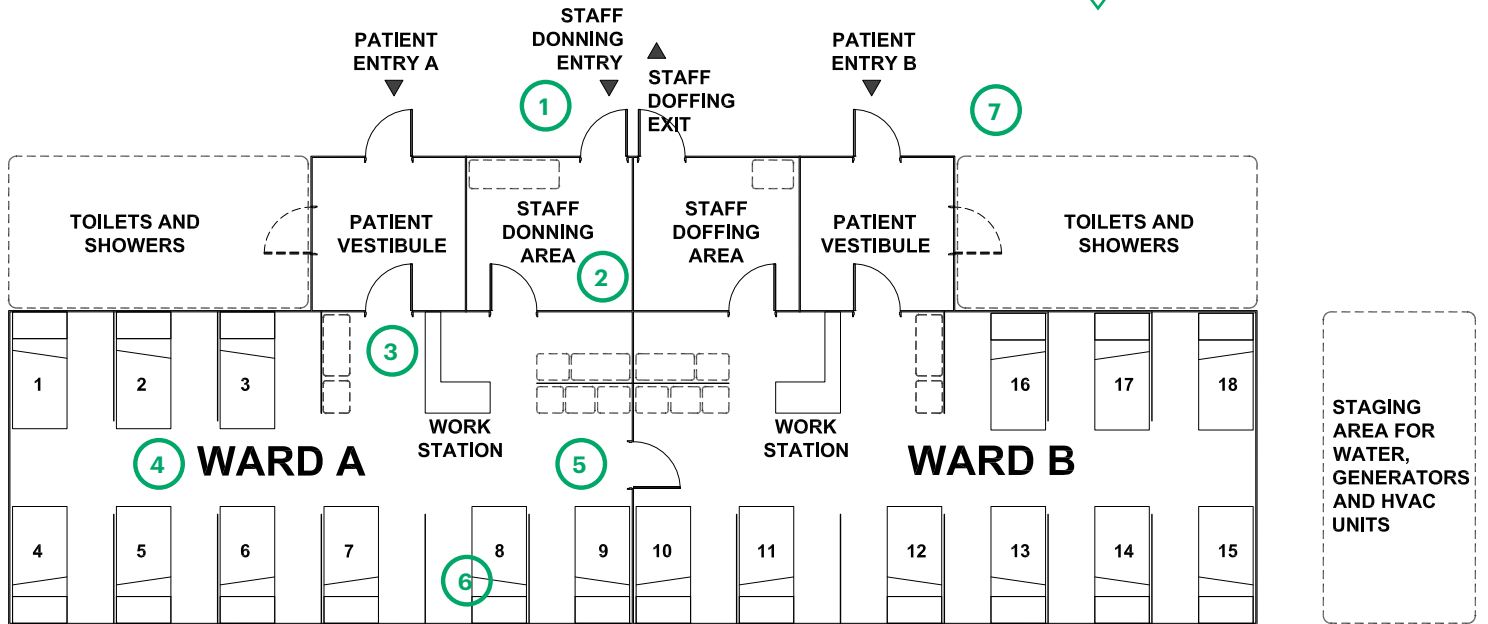 STAFF
DONNING
ENTRY
PATIENT
ENTRY A
PATIENT
ENTRY B
STAFF
DOFFING
EXIT
1
7
TOILETS AND
SHOWERS
PATIENT
VESTIBULE
STAFF
DONNING
AREA
2
STAFF
DOFFING
AREA
PATIENT
VESTIBULE
TOILETS AND
SHOWERS
3
1
2
3
16
17
18
WORK
STATION
WORK
STATION
4
WARD A
5
WARD B
STAGING
AREA FOR
WATER,
GENERATORS
AND HVAC
UNITS
4
5
6
7
8
9
10
11
12
13
14
15
6